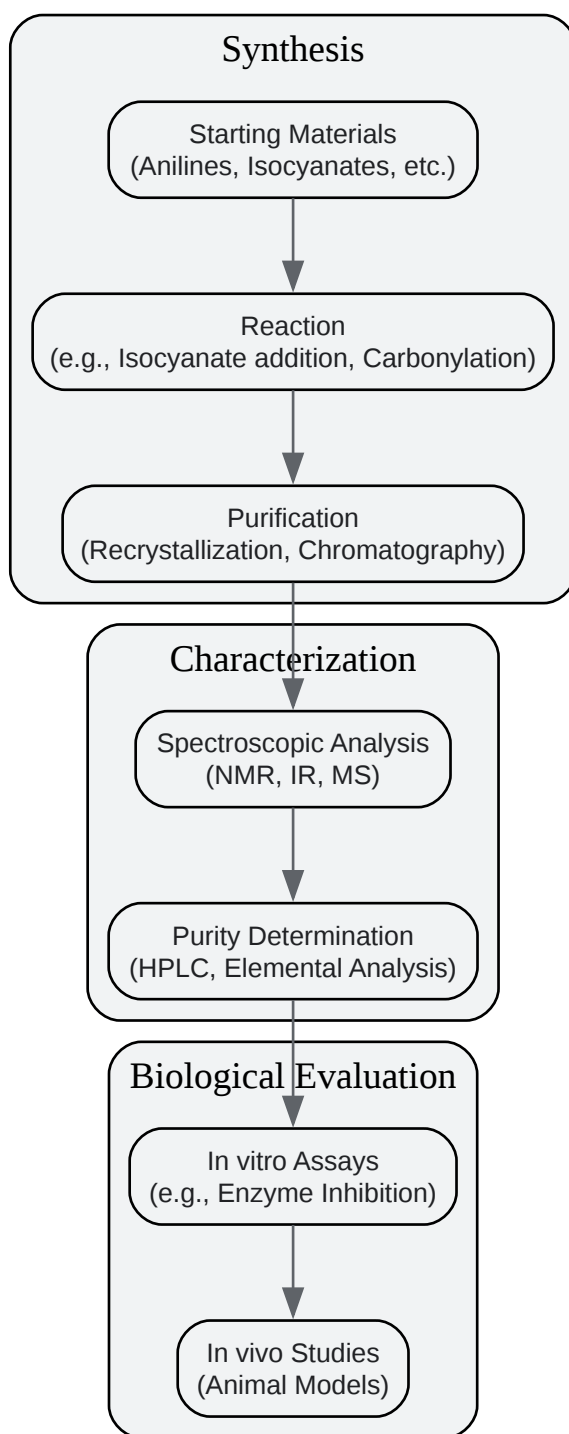 Synthesis
Starting Materials
(Anilines, Isocyanates, etc.)
Reaction
(e.g., Isocyanate addition, Carbonylation)
Purification
(Recrystallization, Chromatography)
Characterization
Spectroscopic Analysis
(NMR, IR, MS)
Purity Determination
(HPLC, Elemental Analysis)
Biological Evaluation
In vitro Assays
(e.g., Enzyme Inhibition)
In vivo Studies
(Animal Models)